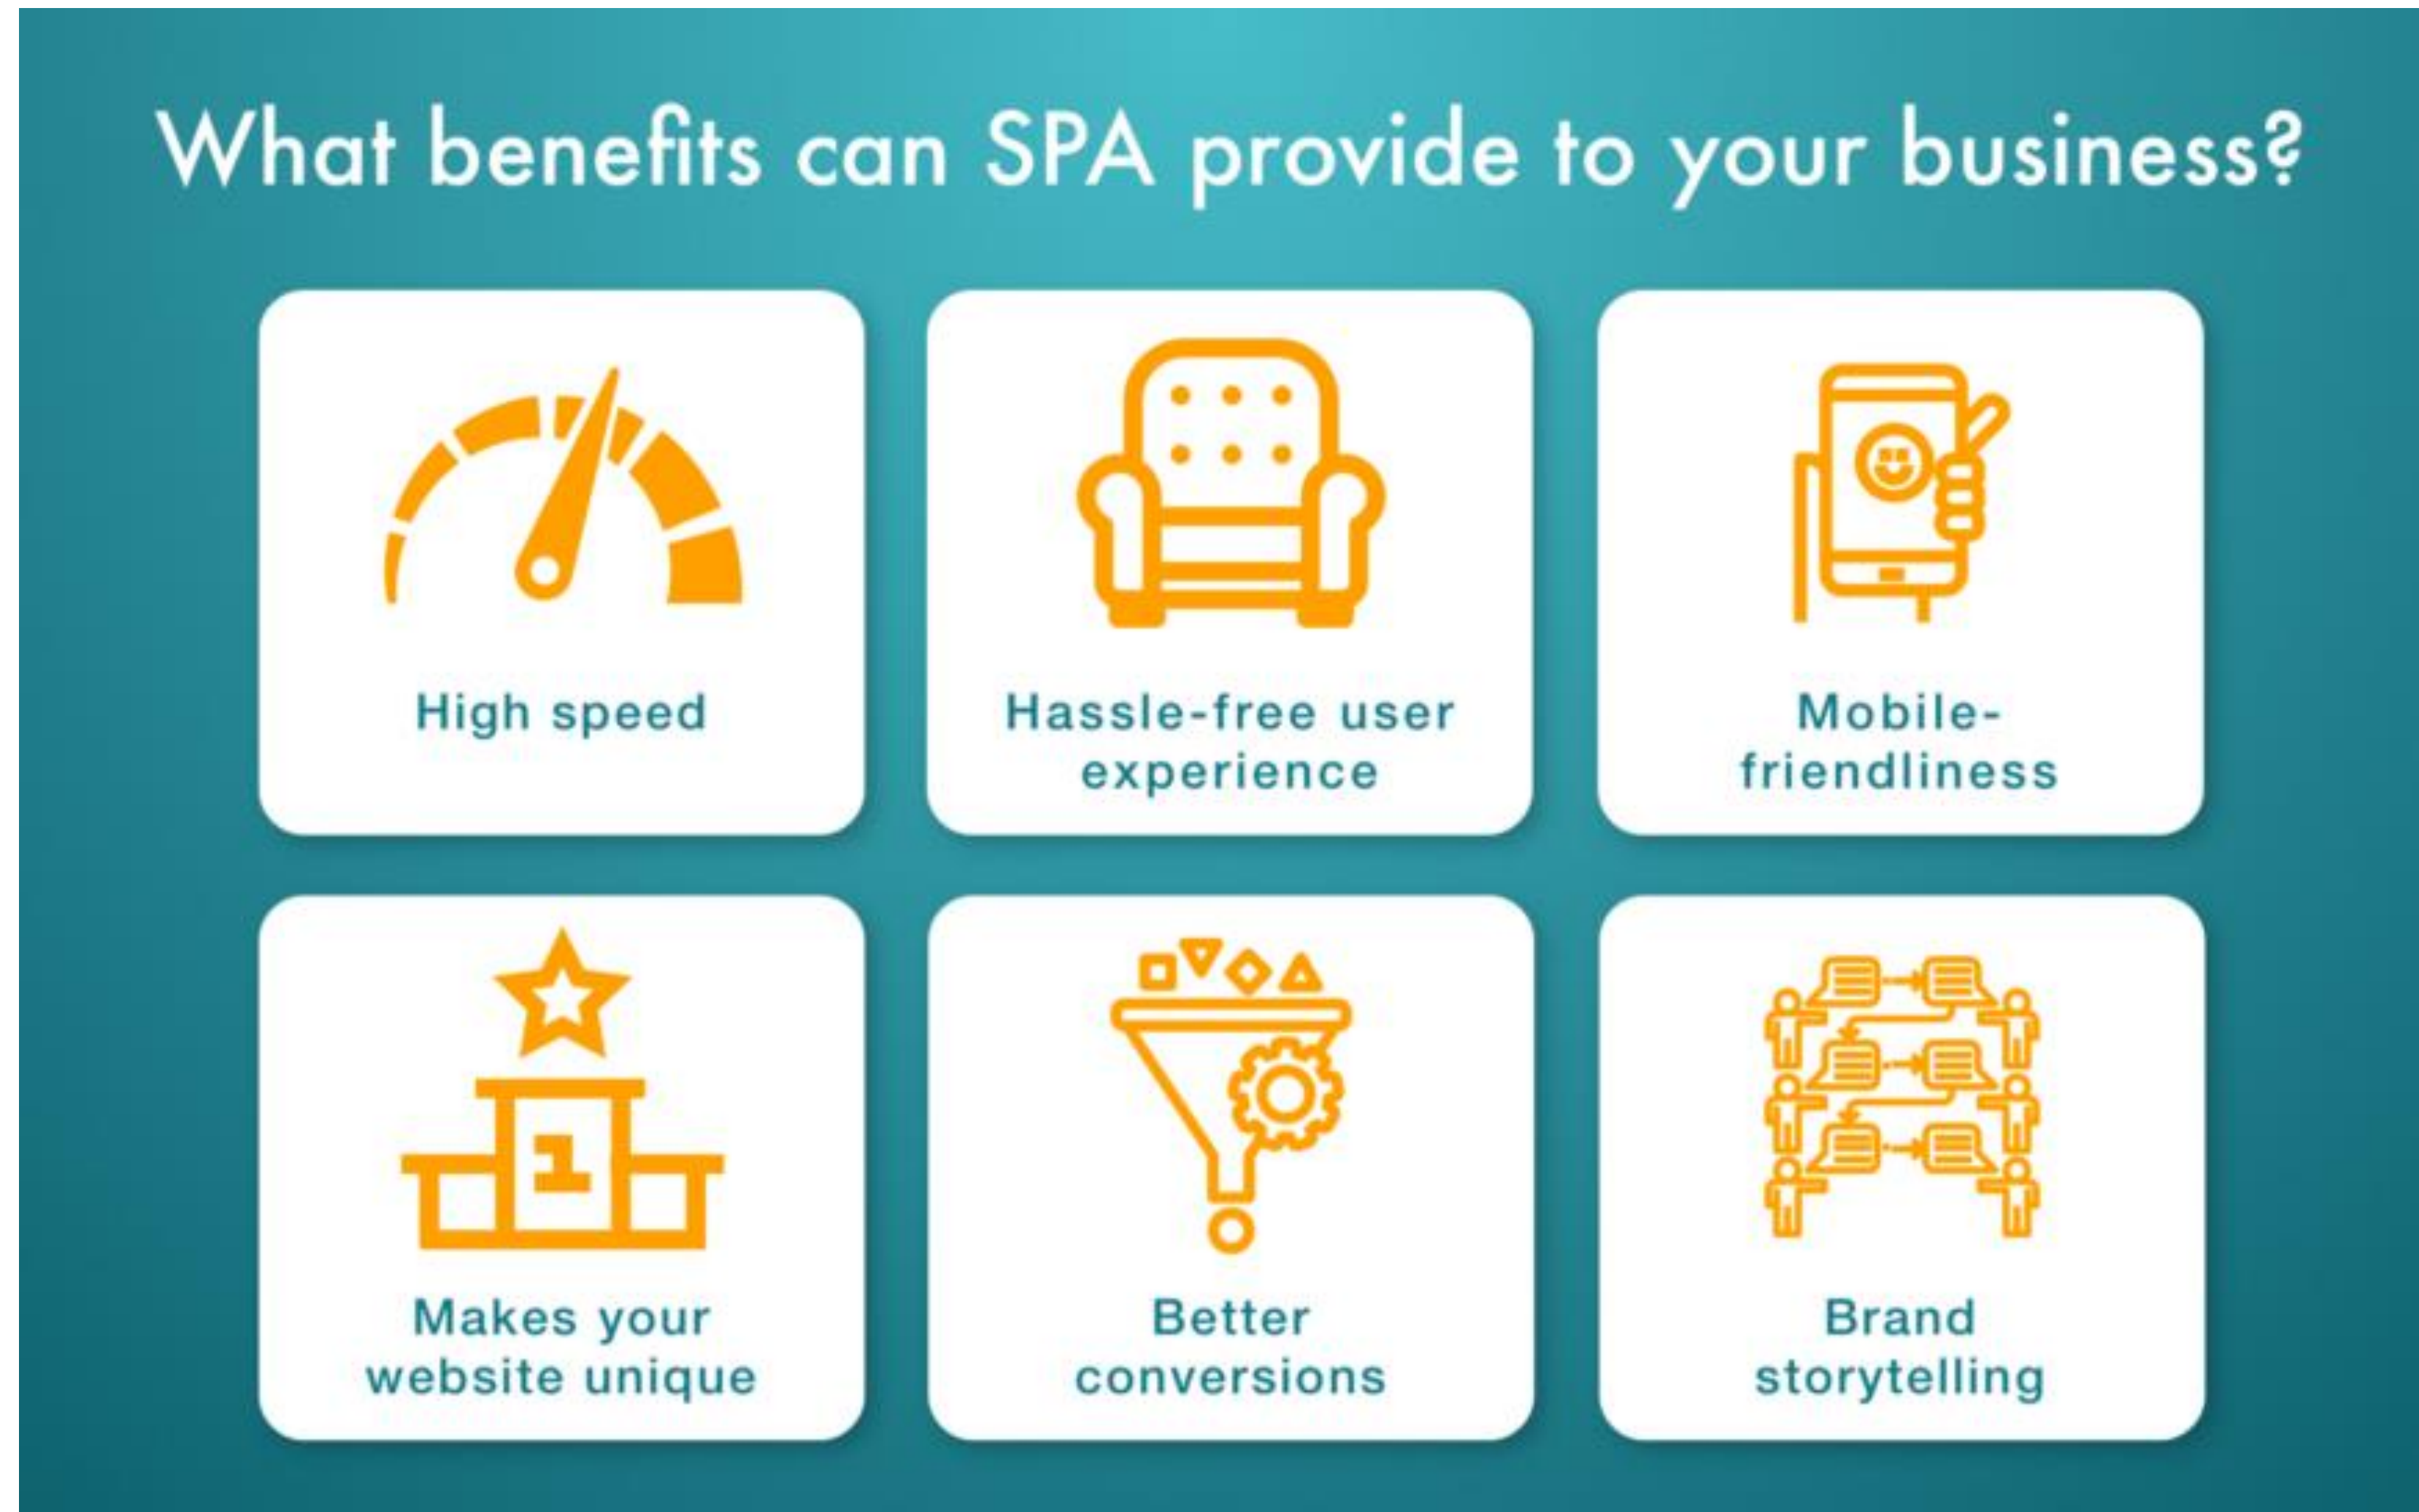 What benefits can SPA provide to your business?
High speed
Hassle-free user
experience
Mobile-
friendliness
1
Makes your
website unique
Better
conversions
Brand
storytelling